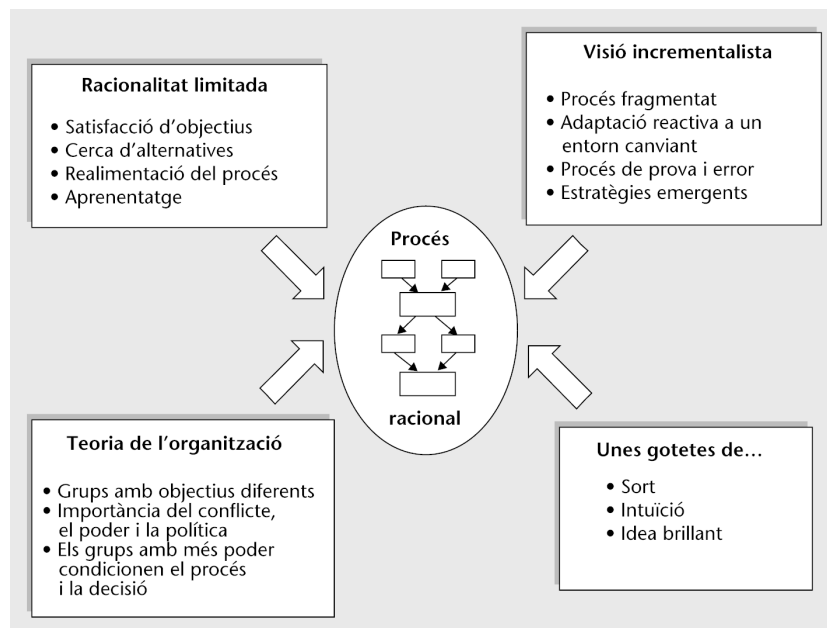 Racionalitat limitada
• Satisfacció d'objectius
• Cerca d'alternatives
• Realimentació del procés
• Aprenentatge
Visió incrementalista
• Procés fragmentat
• Adaptació reactiva a un
entorn canviant
• Procés de prova i error
• Estratègies emergents
Procés
racional
Teoria de l'organització
• Grups amb objectius diferents
• Importància del conflicte,
el poder i la política
• Els grups amb més poder
condicionen el procés
i la decisió
Unes gotetes de...
• Sort
• Intuïció
• Idea brillant